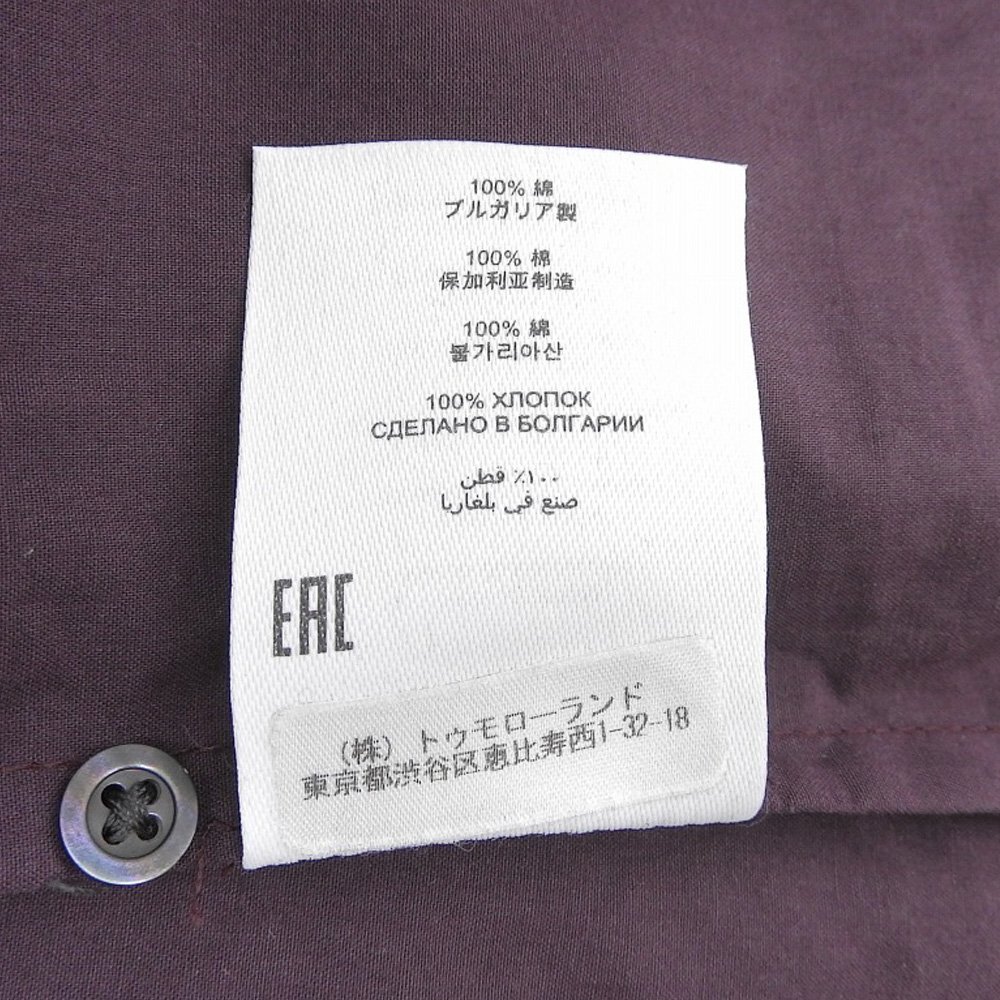 100% 綿
ブルガリア製
100% 棉
保加利亚制造
100% 綿
불가리아산
100% ХЛОПОК
СДЕЛАНО В БОЛГАРИИ
١٠٠٪ قطن
صنع في بلغاريا
EAC
(株) トゥモローランド
東京都渋谷区恵比寿西1-32-18